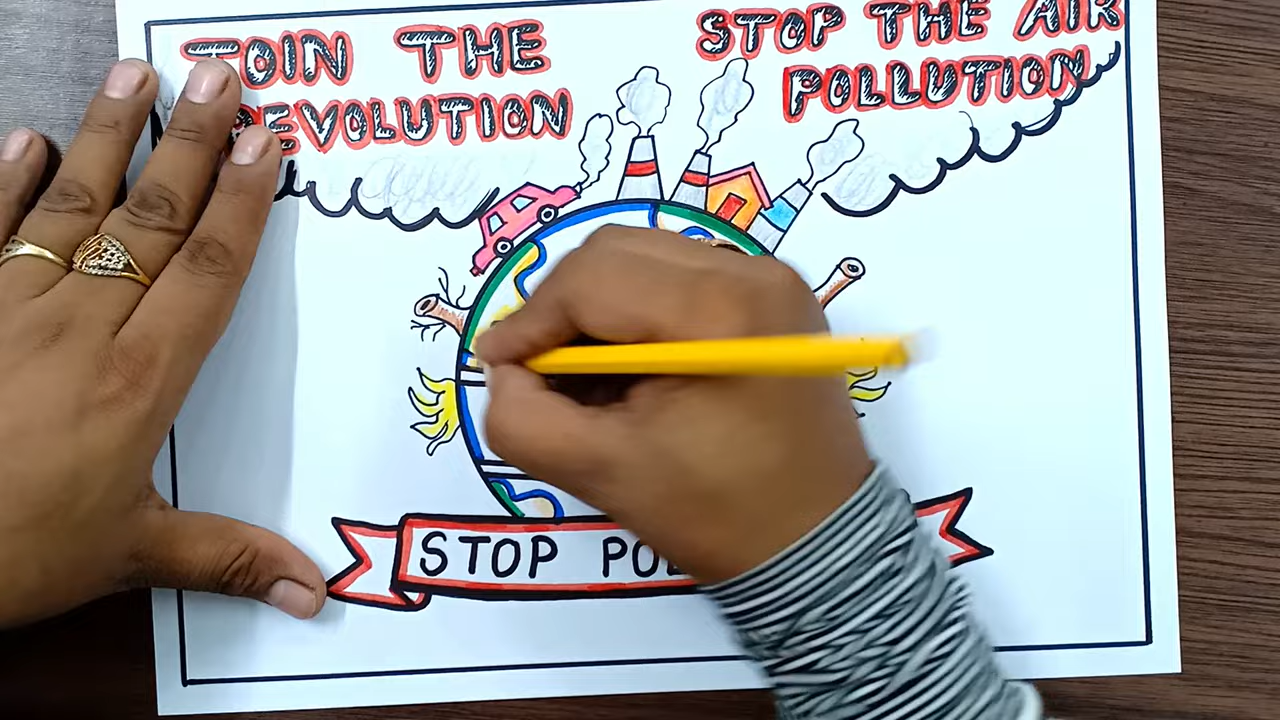 JOIN THE
REVOLUTION
STOP THE AIR
POLLUTION
STOP